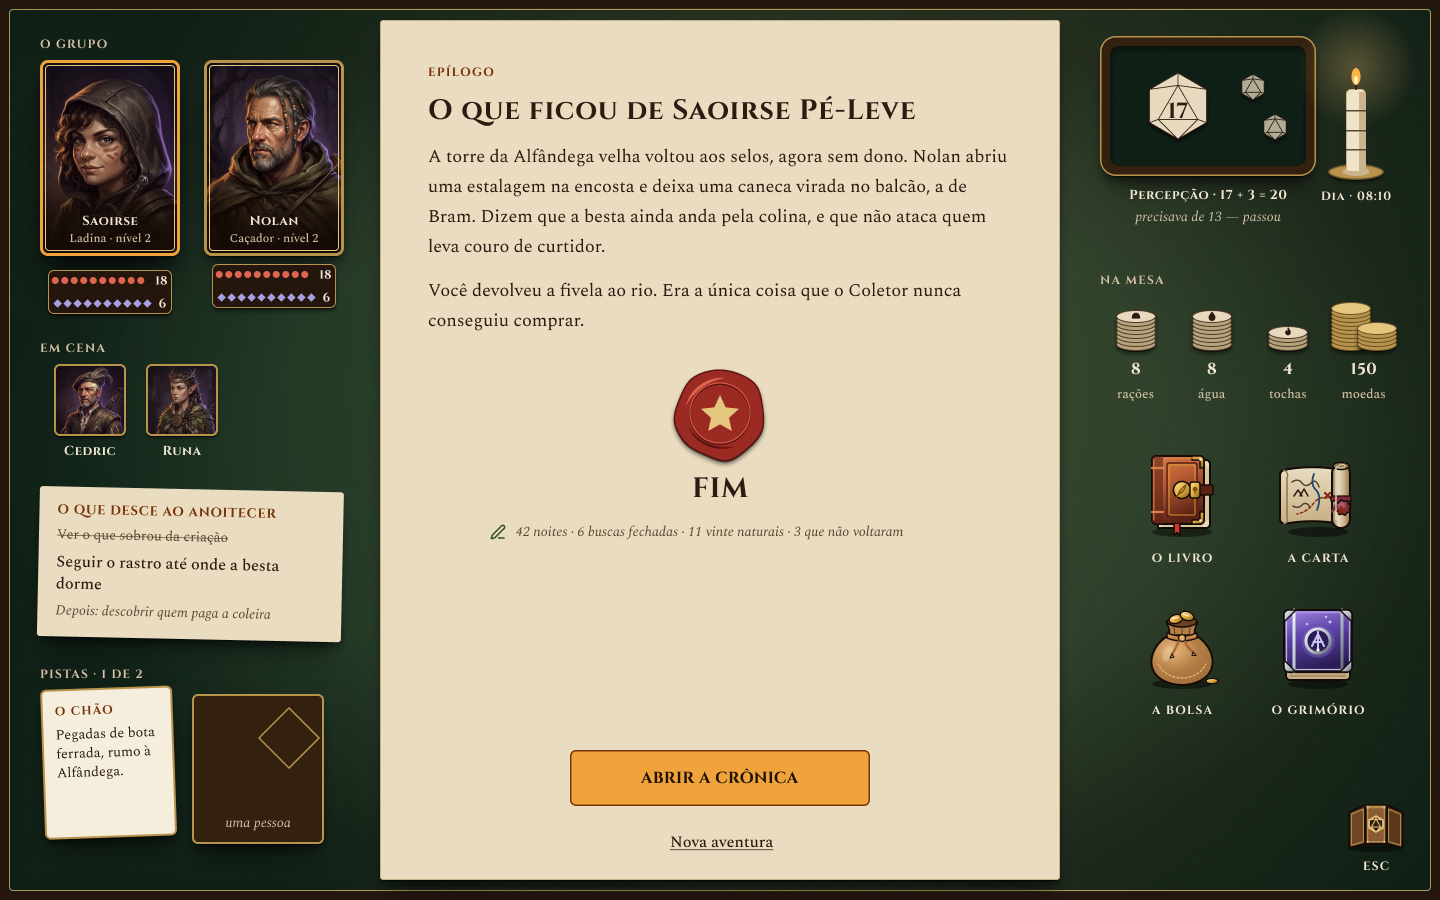 O GRUPO
SAOIRSE
Ladina · nível 2
18
6
NOLAN
Caçador · nível 2
18
6
EM CENA
CEDRIC
RUNA
O QUE DESCE AO ANOITECER
Ver o que sobrou da criação
Seguir o rastro até onde a besta
dorme
Depois: descobrir quem paga a coleira
PISTAS · 1 DE 2
O CHÃO
Pegadas de bota
ferrada, rumo à
Alfândega.
uma pessoa
EPÍLOGO
O QUE FICOU DE SAOIRSE PÉ-LEVE
A torre da Alfândega velha voltou aos selos, agora sem dono. Nolan abriu
uma estalagem na encosta e deixa uma caneca virada no balcão, a de
Bram. Dizem que a besta ainda anda pela colina, e que não ataca quem
leva couro de curtidor.
Você devolveu a fivela ao rio. Era a única coisa que o Coletor nunca
conseguiu comprar.
FIM
42 noites · 6 buscas fechadas · 11 vinte naturais · 3 que não voltaram
ABRIR A CRÔNICA
Nova aventura
17
PERCEPÇÃO · 17 + 3 = 20
precisava de 13 — passou
DIA · 08:10
NA MESA
8
rações
8
água
4
tochas
150
moedas
O LIVRO
A CARTA
A BOLSA
O GRIMÓRIO
ESC